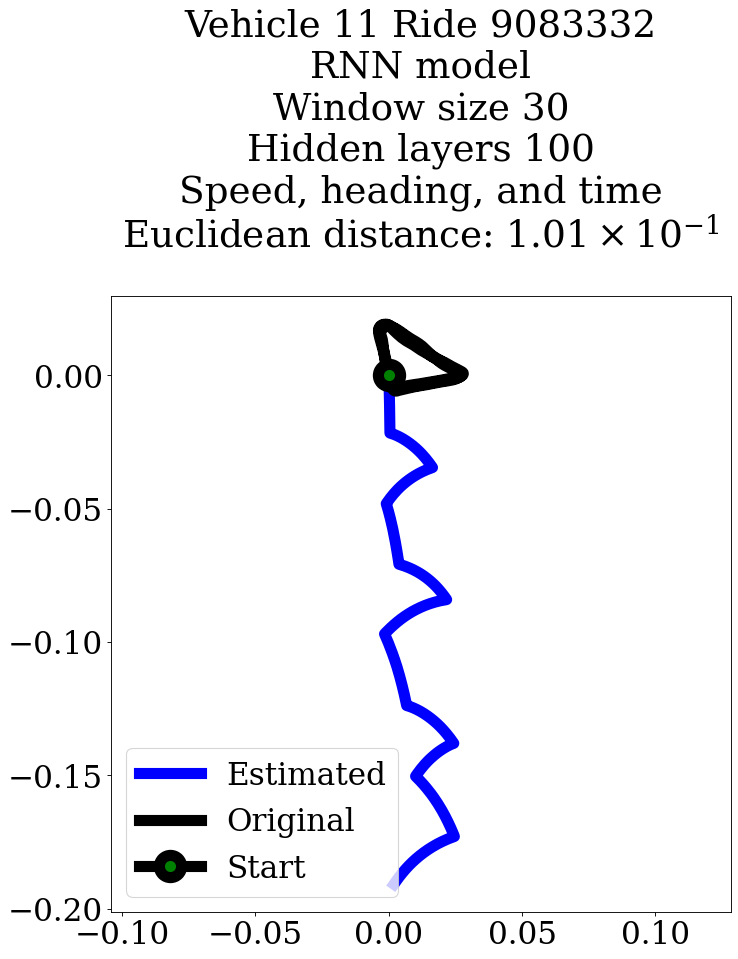 Vehicle 11 Ride 9083332
RNN model
Window size 30
Hidden layers 100
Speed, heading, and time
Euclidean distance: 1.01 × 10⁻¹
0.00
−0.05
−0.10
−0.15
−0.20
Estimated
Original
Start
−0.10 −0.05 0.00 0.05 0.10